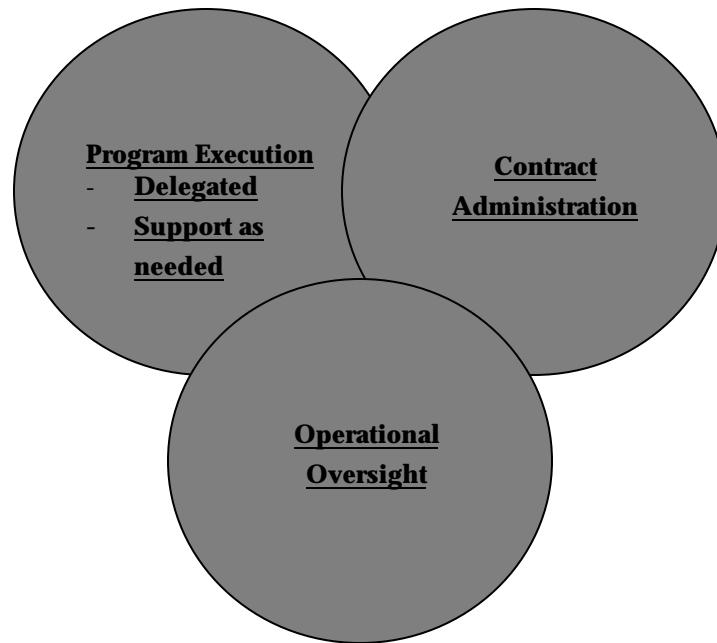 Program Execution
- Delegated
- Support as
needed
Contract
Administration
Operational
Oversight